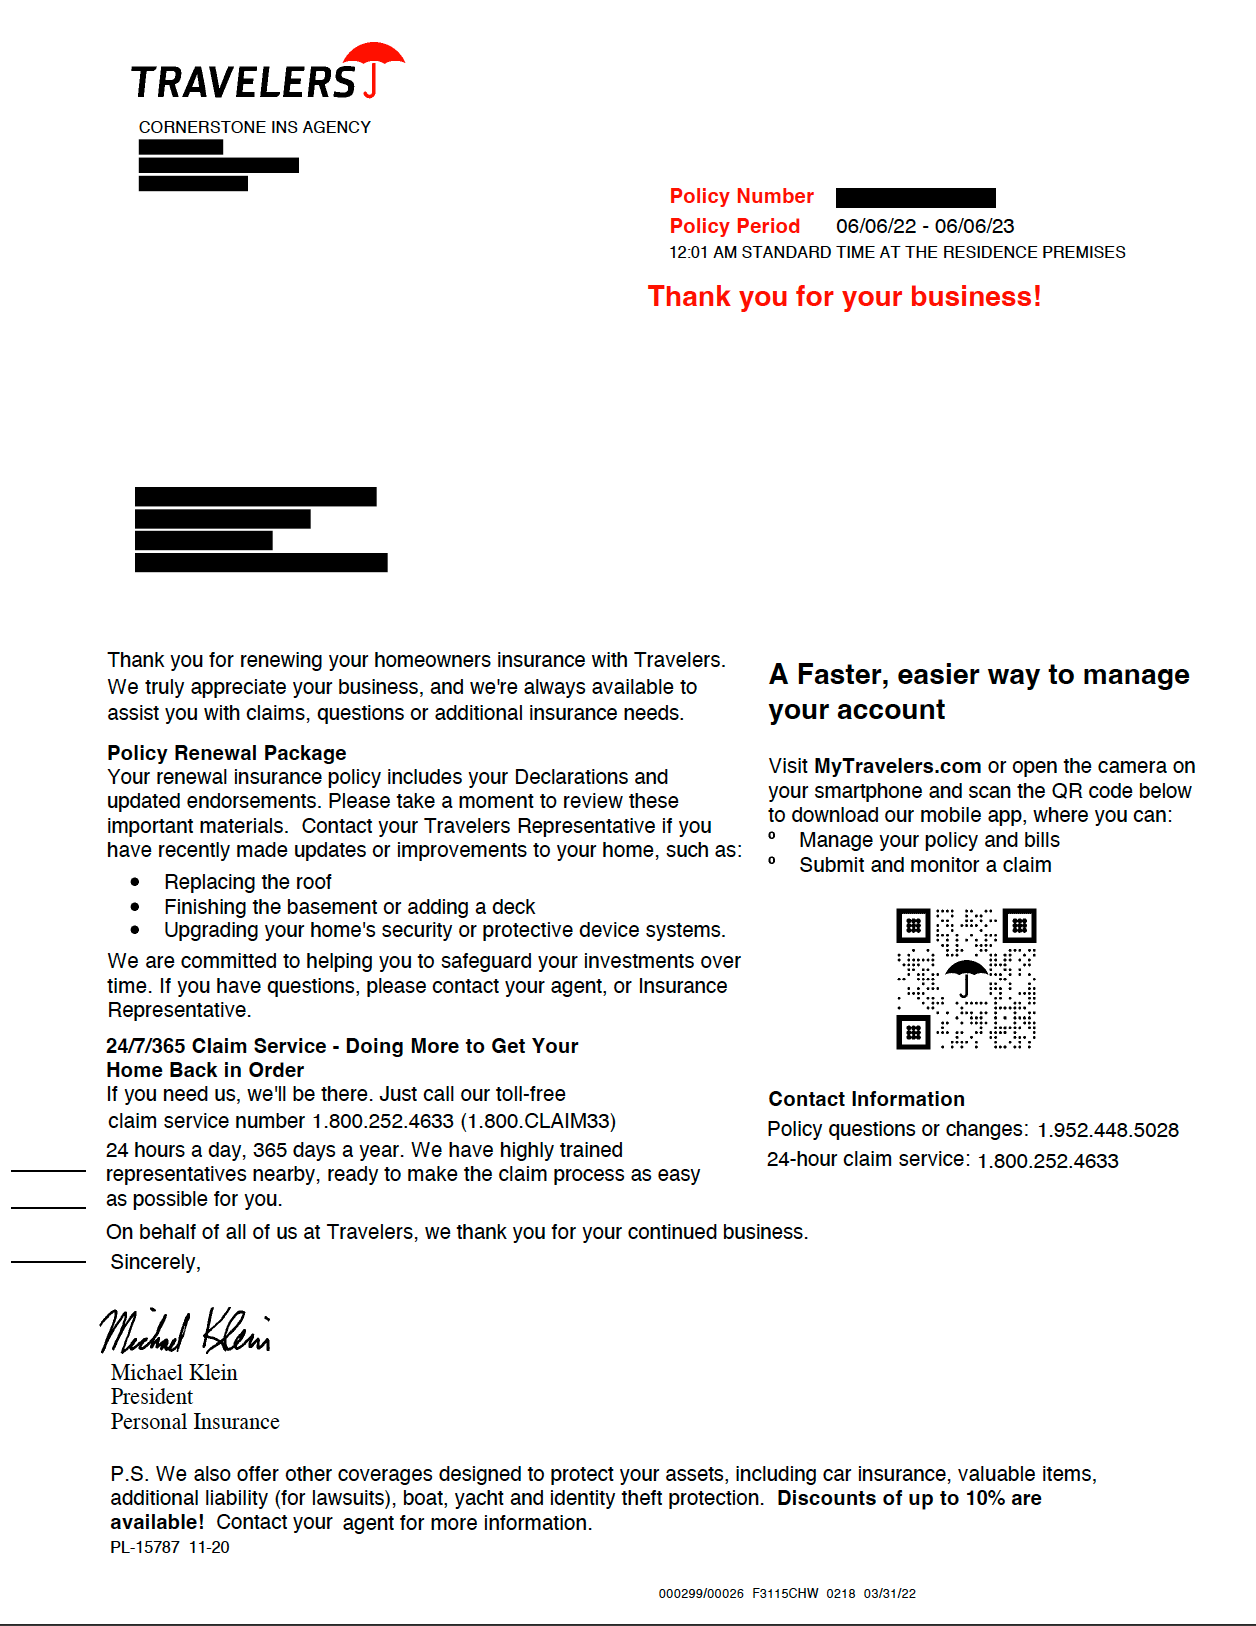 TRAVELERS
CORNERSTONE INS AGENCY
Policy Number
Policy Period 06/06/22 - 06/06/23
12:01 AM STANDARD TIME AT THE RESIDENCE PREMISES
Thank you for your business!
Thank you for renewing your homeowners insurance with Travelers.
We truly appreciate your business, and we're always available to
assist you with claims, questions or additional insurance needs.
Policy Renewal Package
Your renewal insurance policy includes your Declarations and
updated endorsements. Please take a moment to review these
important materials.  Contact your Travelers Representative if you
have recently made updates or improvements to your home, such as:
● Replacing the roof
● Finishing the basement or adding a deck
● Upgrading your home's security or protective device systems.
We are committed to helping you to safeguard your investments over
time. If you have questions, please contact your agent, or Insurance
Representative.
24/7/365 Claim Service - Doing More to Get Your
Home Back in Order
If you need us, we'll be there. Just call our toll-free
claim service number 1.800.252.4633 (1.800.CLAIM33)
24 hours a day, 365 days a year. We have highly trained
representatives nearby, ready to make the claim process as easy
as possible for you.
On behalf of all of us at Travelers, we thank you for your continued business.
Sincerely,
Michael Klein
Michael Klein
President
Personal Insurance
A Faster, easier way to manage
your account
Visit MyTravelers.com or open the camera on
your smartphone and scan the QR code below
to download our mobile app, where you can:
º Manage your policy and bills
º Submit and monitor a claim
Contact Information
Policy questions or changes: 1.952.448.5028
24-hour claim service: 1.800.252.4633
P.S. We also offer other coverages designed to protect your assets, including car insurance, valuable items,
additional liability (for lawsuits), boat, yacht and identity theft protection.  Discounts of up to 10% are
available!  Contact your agent for more information.
PL-15787  11-20
000299/00026  F3115CHW  0218  03/31/22